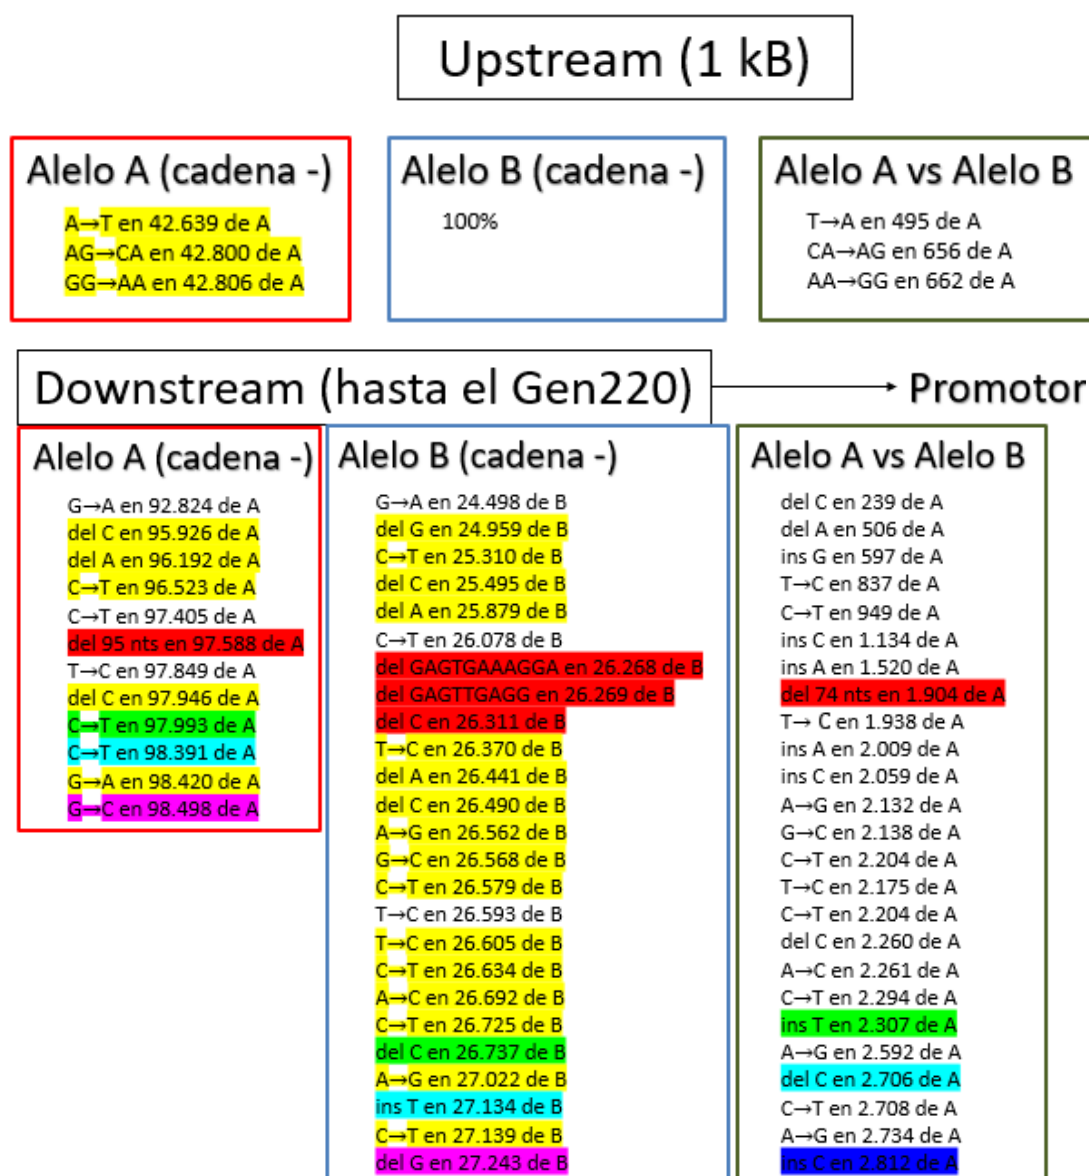 Upstream (1 kB)
Alelo A (cadena -)
A→T en 42.639 de A
AG→CA en 42.800 de A
GG→AA en 42.806 de A
Alelo B (cadena -)
100%
Alelo A vs Alelo B
T→A en 495 de A
CA→AG en 656 de A
AA→GG en 662 de A
Downstream (hasta el Gen220)
Promotor
Alelo A (cadena -)
G→A en 92.824 de A
del C en 95.926 de A
del A en 96.192 de A
C→T en 96.523 de A
C→T en 97.405 de A
del 95 nts en 97.588 de A
T→C en 97.849 de A
del C en 97.946 de A
C→T en 97.993 de A
C→T en 98.391 de A
G→A en 98.420 de A
G→C en 98.498 de A
Alelo B (cadena -)
G→A en 24.498 de B
del G en 24.959 de B
C→T en 25.310 de B
del C en 25.495 de B
del A en 25.879 de B
C→T en 26.078 de B
del GAGTGAAAGGA en 26.268 de B
del GAGTTGAGG en 26.269 de B
del C en 26.311 de B
T→C en 26.370 de B
del A en 26.441 de B
del C en 26.490 de B
A→G en 26.562 de B
G→C en 26.568 de B
C→T en 26.579 de B
T→C en 26.593 de B
T→C en 26.605 de B
C→T en 26.634 de B
A→C en 26.692 de B
C→T en 26.725 de B
del C en 26.737 de B
A→G en 27.022 de B
ins T en 27.134 de B
C→T en 27.139 de B
del G en 27.243 de B
Alelo A vs Alelo B
del C en 239 de A
del A en 506 de A
ins G en 597 de A
T→C en 837 de A
C→T en 949 de A
ins C en 1.134 de A
ins A en 1.520 de A
del 74 nts en 1.904 de A
T→ C en 1.938 de A
ins A en 2.009 de A
ins C en 2.059 de A
A→G en 2.132 de A
G→C en 2.138 de A
C→T en 2.204 de A
T→C en 2.175 de A
C→T en 2.204 de A
del C en 2.260 de A
A→C en 2.261 de A
C→T en 2.294 de A
ins T en 2.307 de A
A→G en 2.592 de A
del C en 2.706 de A
C→T en 2.708 de A
A→G en 2.734 de A
ins C en 2.812 de A